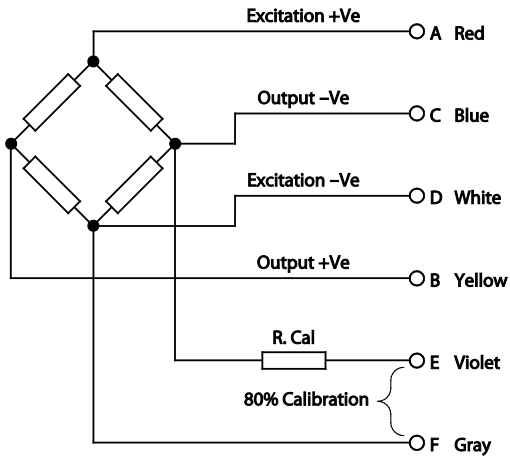 Excitation +Ve
A Red
Output –Ve
C Blue
Excitation –Ve
D White
Output +Ve
B Yellow
R. Cal
E Violet
80% Calibration
F Gray